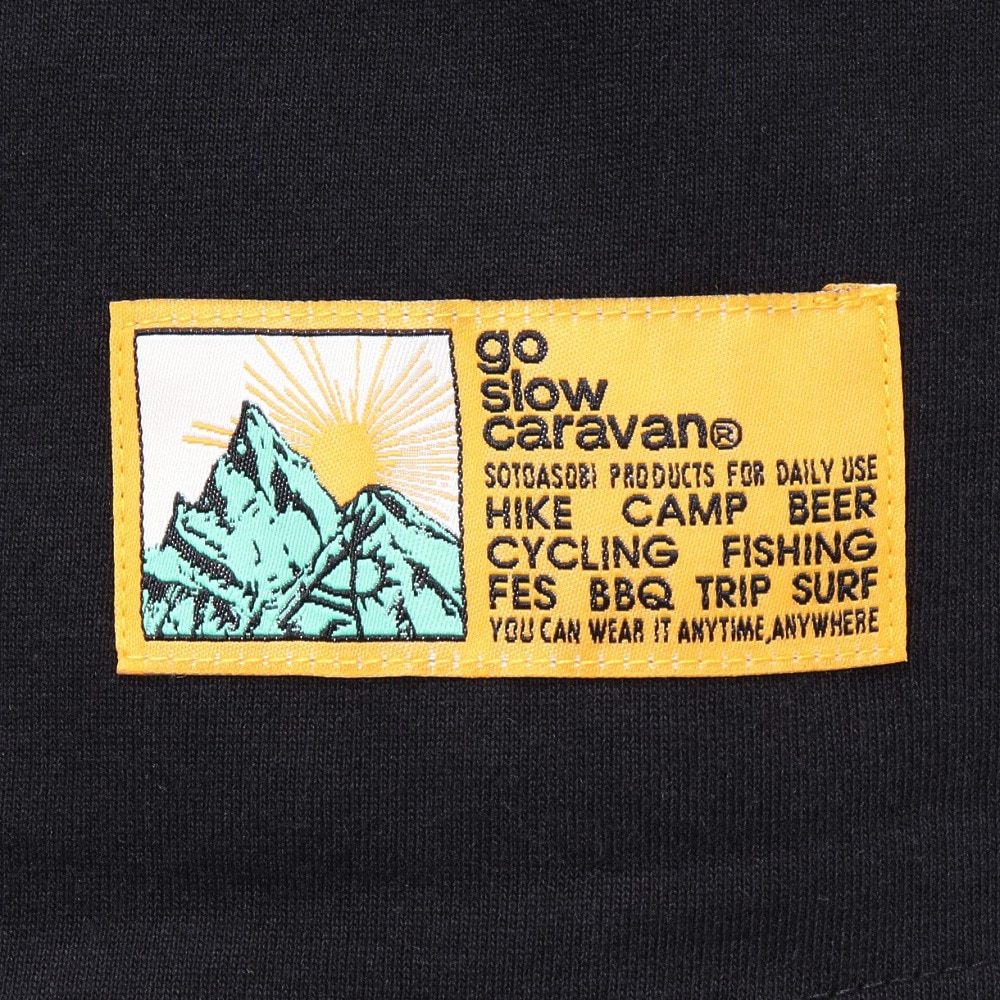 go
slow
caravan®
SOTOASOBI PRODUCTS FOR DAILY USE
HIKE CAMP BEER
CYCLING FISHING
FES BBQ TRIP SURF
YOU CAN WEAR IT ANYTIME,ANYWHERE